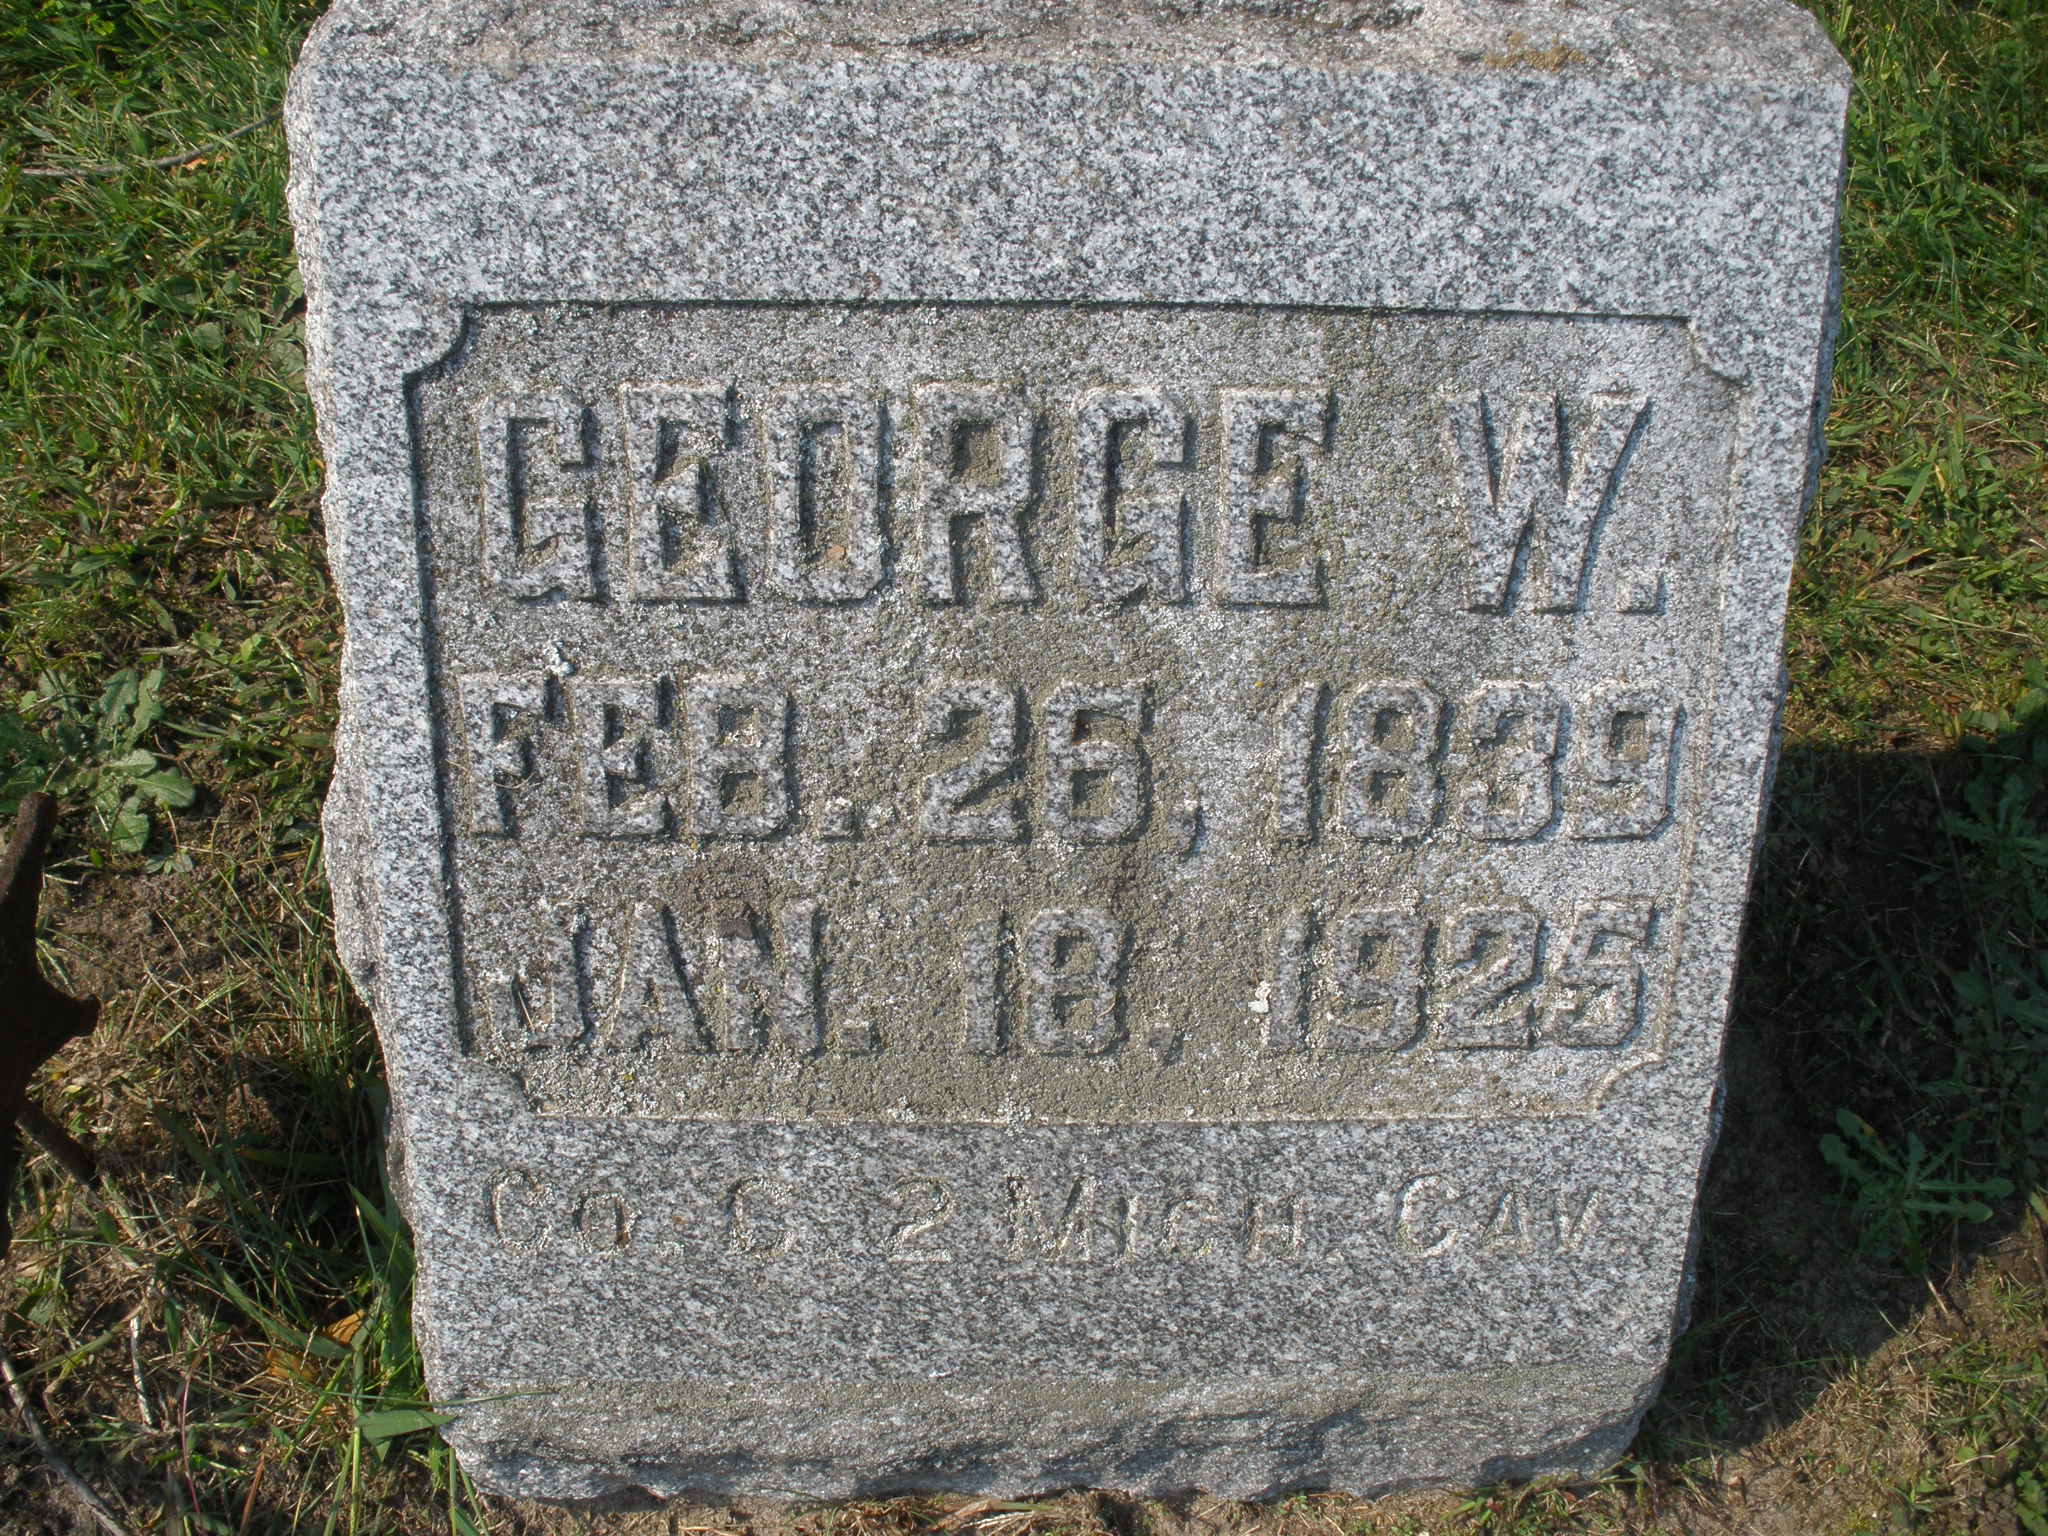 GEORGE W.
FEB. 26, 1839
JAN. 18, 1925
Co. C. 2 MICH. CAV.